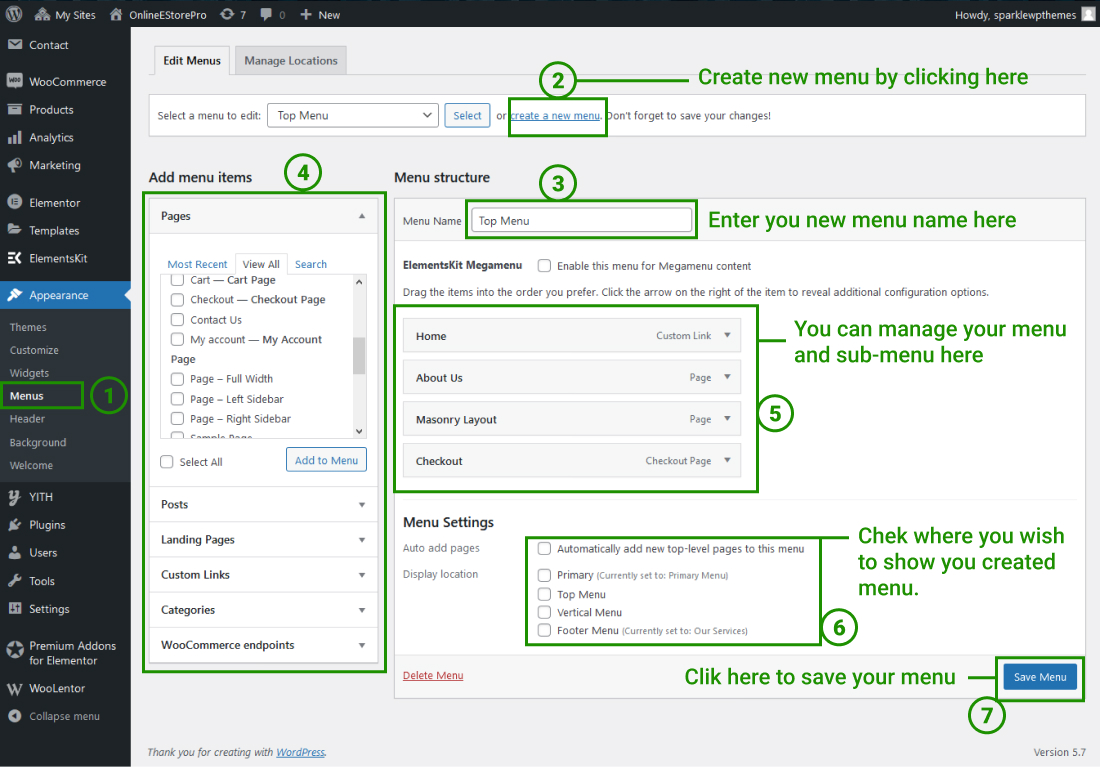 My Sites
OnlineEStorePro
7
0
New
Howdy, sparklewpthemes
Contact
WooCommerce
Products
Analytics
Marketing
Elementor
Templates
ElementsKit
Appearance
Themes
Customize
Widgets
Menus
1
Header
Background
Welcome
YITH
Plugins
Users
Tools
Settings
Premium Addons
for Elementor
WooLentor
Collapse menu
Edit Menus
Manage Locations
2
Create new menu by clicking here
Select a menu to edit:
Top Menu
Select
or create a new menu. Don't forget to save your changes!
Add menu items
4
Pages
Most Recent
View All
Search
Cart — Cart Page
Checkout — Checkout Page
Contact Us
My account — My Account
Page
Page – Full Width
Page – Left Sidebar
Page – Right Sidebar
Sample Page
Select All
Add to Menu
Posts
Landing Pages
Custom Links
Categories
WooCommerce endpoints
Menu structure
3
Menu Name
Top Menu
Enter you new menu name here
ElementsKit Megamenu
Enable this menu for Megamenu content
Drag the items into the order you prefer. Click the arrow on the right of the item to reveal additional configuration options.
Home
Custom Link
About Us
Page
Masonry Layout
Page
Checkout
Checkout Page
You can manage your menu
and sub-menu here
5
Menu Settings
Auto add pages
Automatically add new top-level pages to this menu
Display location
Primary (Currently set to: Primary Menu)
Top Menu
Vertical Menu
Footer Menu (Currently set to: Our Services)
Chek where you wish
to show you created
menu.
6
Delete Menu
Clik here to save your menu
Save Menu
7
Thank you for creating with WordPress.
Version 5.7